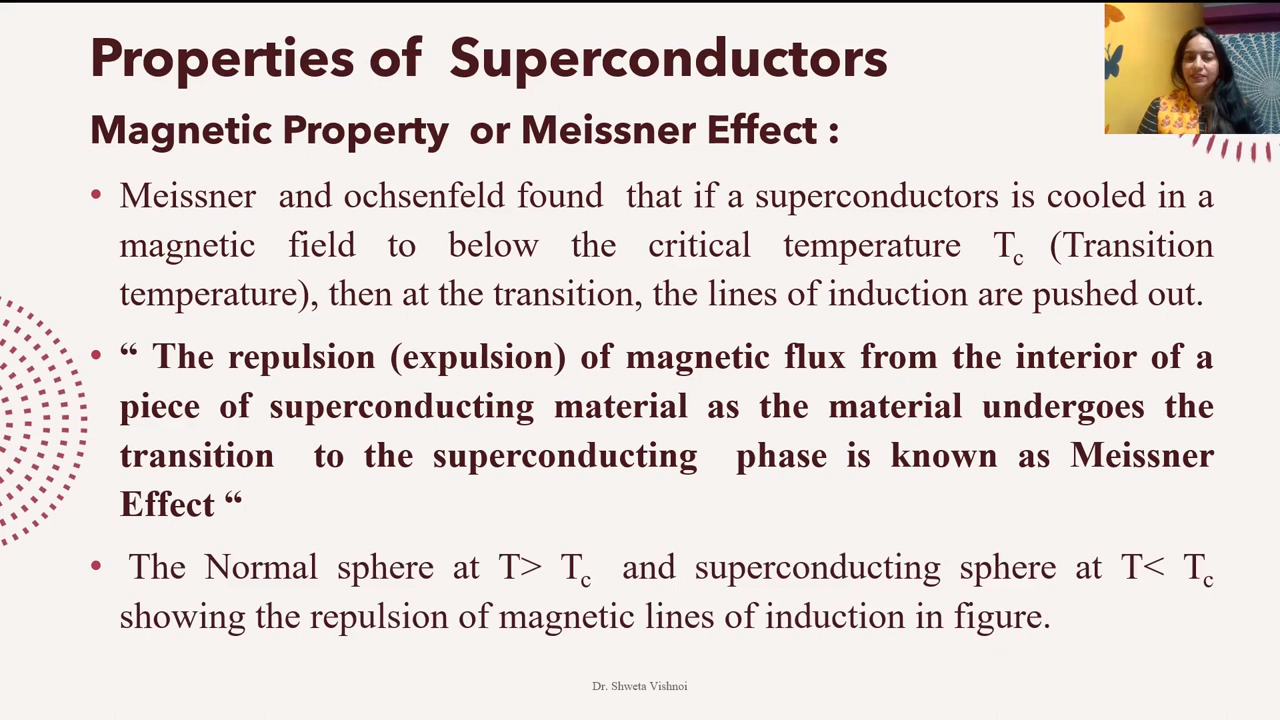 Properties of Superconductors
Magnetic Property or Meissner Effect :
• Meissner and ochsenfeld found that if a superconductors is cooled in a
magnetic field to below the critical temperature Tc (Transition
temperature), then at the transition, the lines of induction are pushed out.
• “ The repulsion (expulsion) of magnetic flux from the interior of a
piece of superconducting material as the material undergoes the
transition to the superconducting phase is known as Meissner
Effect “
• The Normal sphere at T> Tc and superconducting sphere at T< Tc
showing the repulsion of magnetic lines of induction in figure.
Dr. Shweta Vishnoi